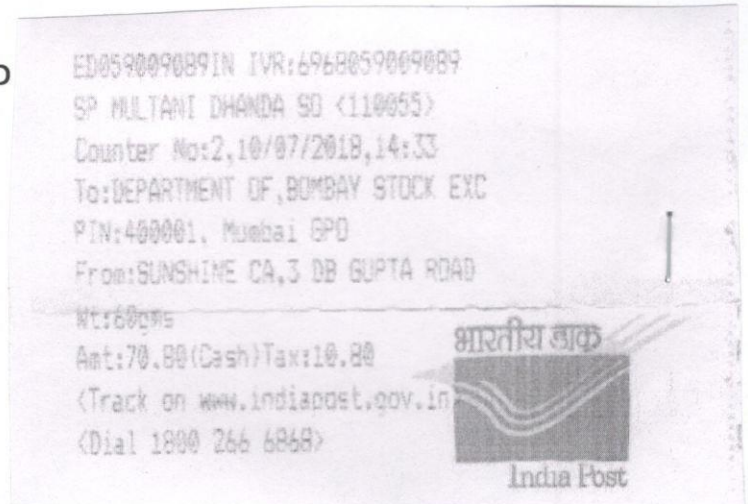 ED059009089IN IVR:6968059009089
SP MULTANI DHANDA SO <110055>
Counter No:2,10/07/2018,14:33
To:DEPARTMENT OF,BOMBAY STOCK EXC
PIN:400001, Mumbai GPO
From:SUNSHINE CA,3 DB GUPTA ROAD
Wt:60gms
Amt:70.80(Cash)Tax:10.80
<Track on www.indiapost.gov.in>
<Dial 1800 266 6868>
भारतीय डाक
India Post